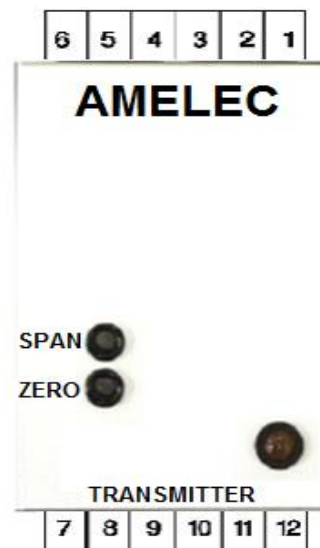 6 5 4 3 2 1
AMELEC
SPAN
ZERO
TRANSMITTER
7 8 9 10 11 12